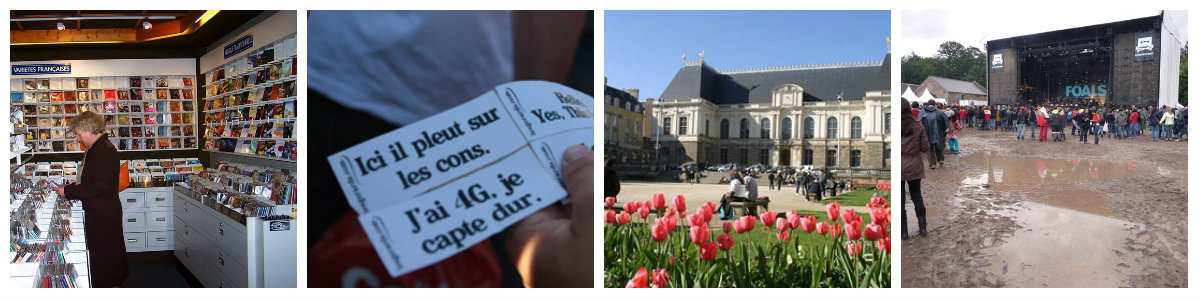 VARIETES FRANÇAISES
Ici il pleut sur
les cons.
J'ai 4G, je
capte dur.
Yes,
FOALS